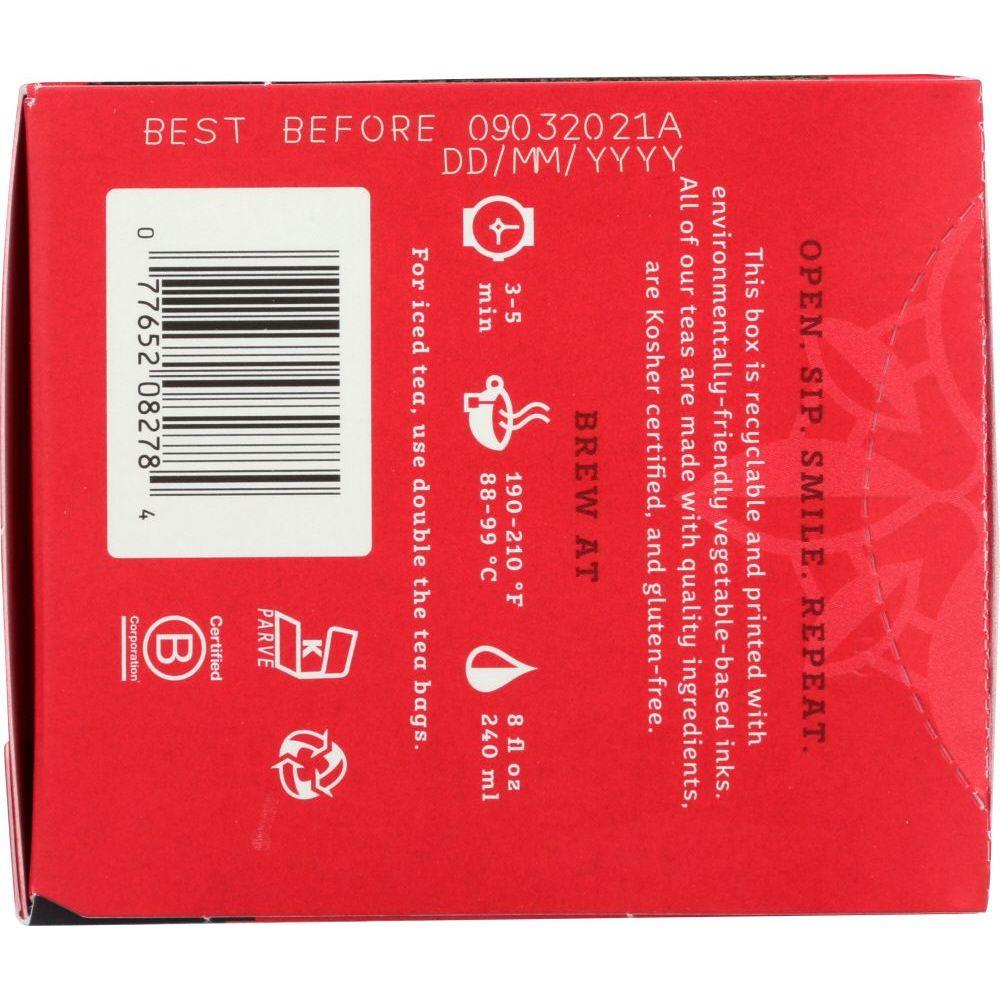 BEST BEFORE 09032021A
DD/MM/YYYY
OPEN. SIP. SMILE. REPEAT.
This box is recyclable and printed with
environmentally-friendly vegetable-based inks.
All of our teas are made with quality ingredients,
are Kosher certified, and gluten-free.
BREW AT
3-5
min
190-210 °F
88-99 °C
8 fl oz
240 ml
For iced tea, use double the tea bags.
0 77652 08278 4
Certified
B
Corporation
K
PARVE